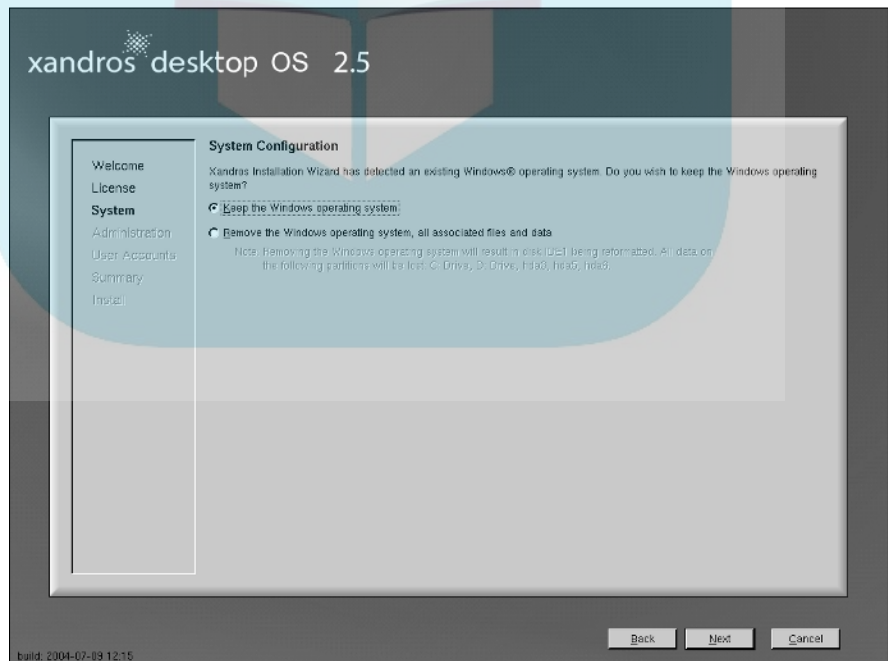 xandros desktop OS 2.5
Welcome
License
System
Administration
User Accounts
Summary
Install
System Configuration
Xandros Installation Wizard has detected an existing Windows® operating system. Do you wish to keep the Windows operating
system?
Keep the Windows operating system
Remove the Windows operating system, all associated files and data
Note: Removing the Windows operating system will result in disk being reformatted. All data on
the following partitions will be lost: C: Drive, D: Drive,
Back Next Cancel
build: 2004-07-09 12:15